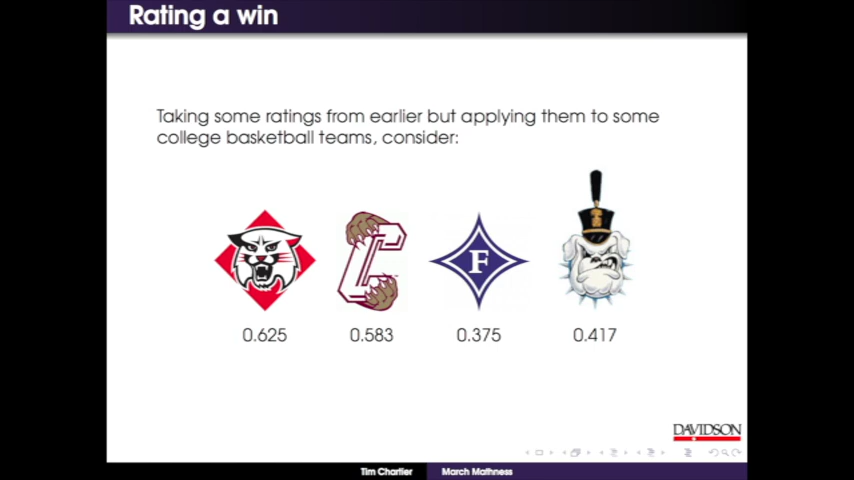 Rating a win
Taking some ratings from earlier but applying them to some
college basketball teams, consider:
C
F
0.625 0.583 0.375 0.417
DAVIDSON
Tim Chartier March Mathness